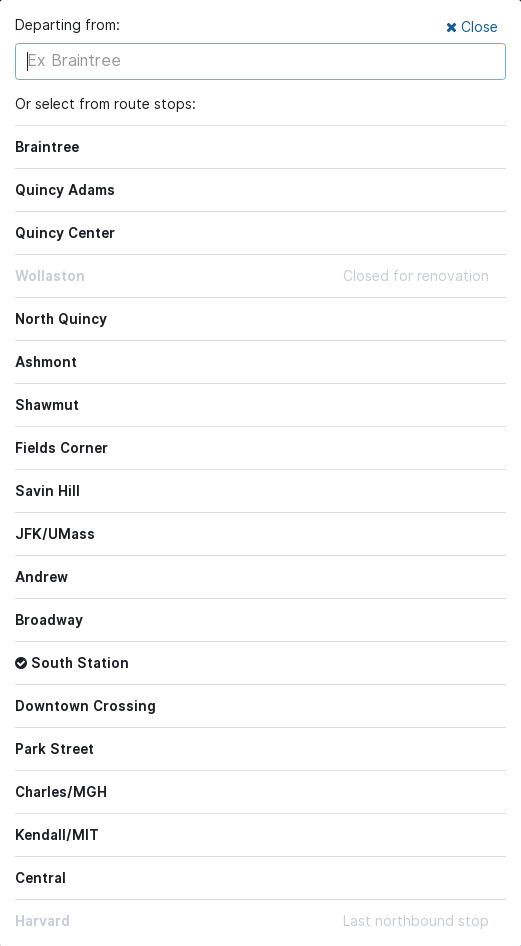 Departing from:
Close
Ex Braintree
Or select from route stops:
Braintree
Quincy Adams
Quincy Center
Wollaston Closed for renovation
North Quincy
Ashmont
Shawmut
Fields Corner
Savin Hill
JFK/UMass
Andrew
Broadway
South Station
Downtown Crossing
Park Street
Charles/MGH
Kendall/MIT
Central
Harvard Last northbound stop